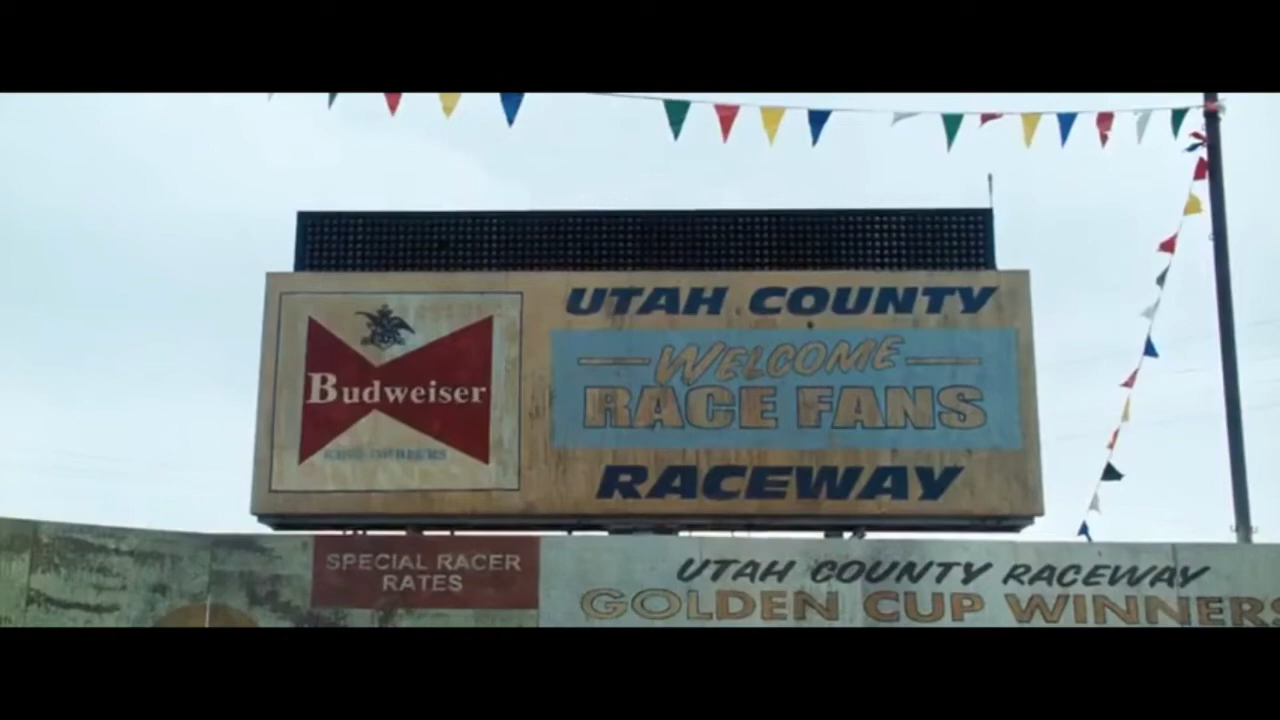 UTAH COUNTY
Budweiser
WELCOME
RACE FANS
RACEWAY
SPECIAL RACER
RATES
UTAH COUNTY RACEWAY
GOLDEN CUP WINNERS